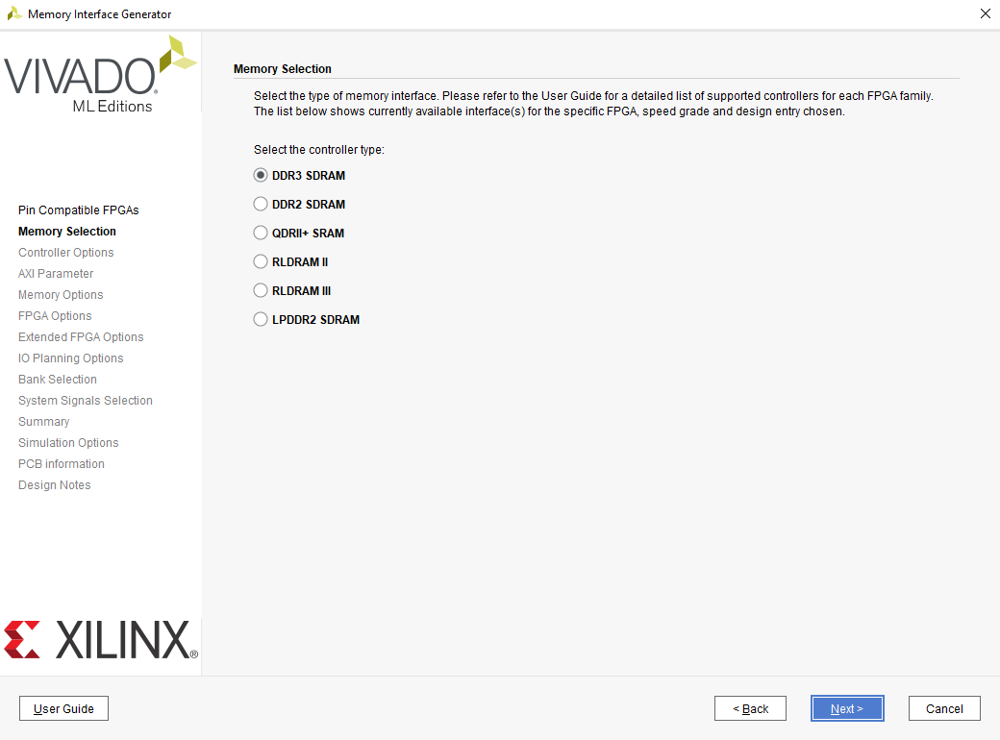 Memory Interface Generator
VIVADO.
ML Editions
Pin Compatible FPGAs
Memory Selection
Controller Options
AXI Parameter
Memory Options
FPGA Options
Extended FPGA Options
IO Planning Options
Bank Selection
System Signals Selection
Summary
Simulation Options
PCB information
Design Notes
XILINX®
Memory Selection
Select the type of memory interface. Please refer to the User Guide for a detailed list of supported controllers for each FPGA family.
The list below shows currently available interface(s) for the specific FPGA, speed grade and design entry chosen.
Select the controller type:
DDR3 SDRAM
DDR2 SDRAM
QDRII+ SRAM
RLDRAM II
RLDRAM III
LPDDR2 SDRAM
User Guide
< Back
Next >
Cancel